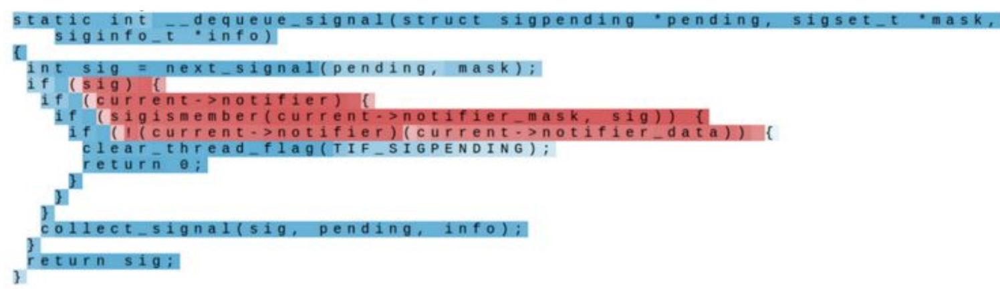 static int __dequeue_signal(struct sigpending *pending, sigset_t *mask,
      siginfo_t *info)
{
  int sig = next_signal(pending, mask);
  if (sig) {
    if (current->notifier) {
      if (sigismember(current->notifier_mask, sig)) {
        if (!(current->notifier)(current->notifier_data)) {
          clear_thread_flag(TIF_SIGPENDING);
          return 0;
        }
      }
    }
    collect_signal(sig, pending, info);
  }
  return sig;
}